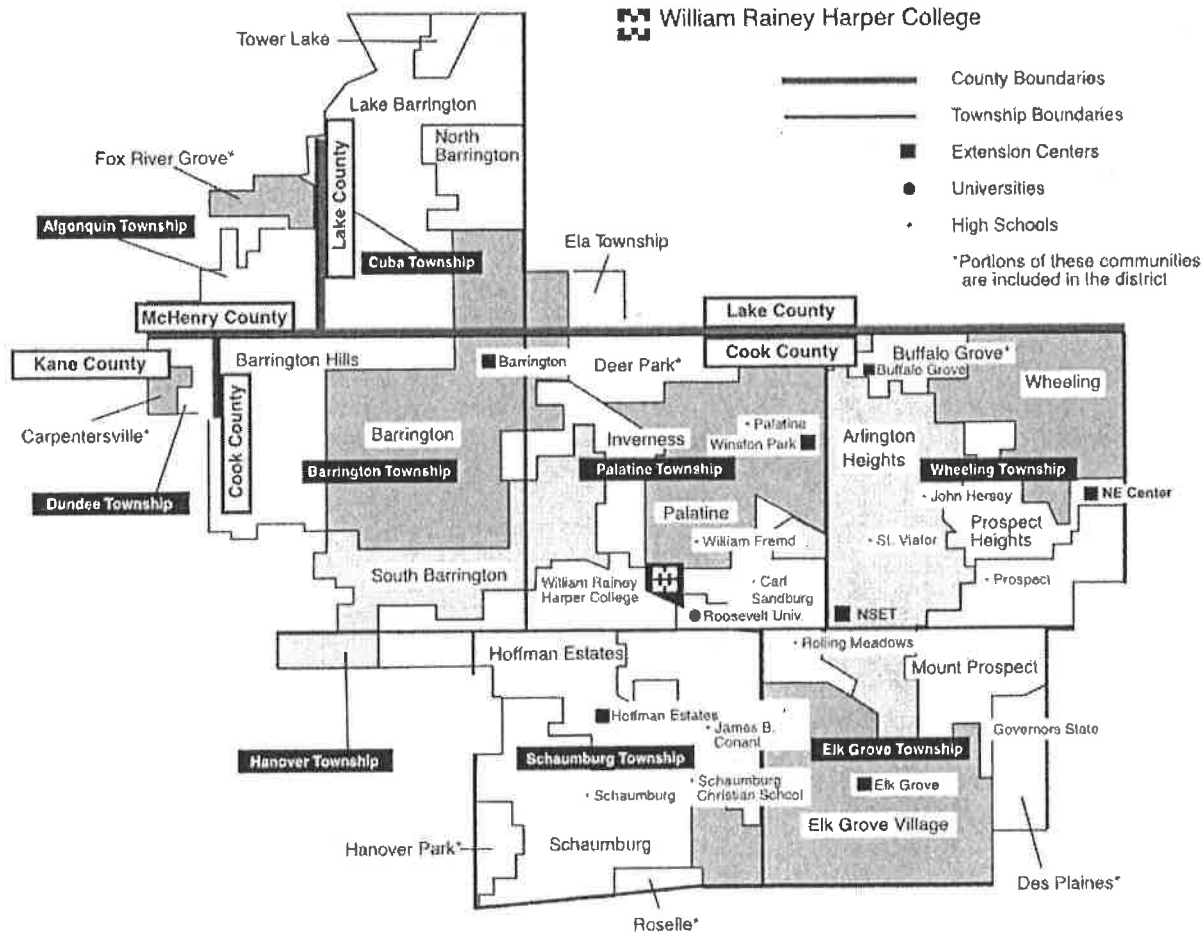 William Rainey Harper College
Tower Lake
County Boundaries
Lake Barrington
Township Boundaries
North
Barrington
Extension Centers
Fox River Grove*
Universities
Lake County
High Schools
Algonquin Township
Ela Township
Cuba Township
*Portions of these communities
are included in the district
McHenry County
Lake County
Kane County
Barrington Hills
Barrington
Deer Park*
Cook County
Buffalo Grove*
Buffalo Grove
Wheeling
Carpentersville*
Cook County
Barrington
Inverness
Palatine
Winston Park
Arlington
Heights
Barrington Township
Palatine Township
Wheeling Township
Dundee Township
John Hersey
NE Center
Palatine
Prospect
Heights
William Fremd
St. Viator
South Barrington
William Rainey
Harper College
Carl
Sandburg
Prospect
Roosevelt Univ.
NSET
Hoffman Estates
Rolling Meadows
Mount Prospect
Hoffman Estates
James B.
Conant
Governors State
Hanover Township
Schaumburg Township
Elk Grove Township
Schaumburg
Schaumburg
Christian School
Elk Grove
Elk Grove Village
Hanover Park*
Schaumburg
Des Plaines*
Roselle*